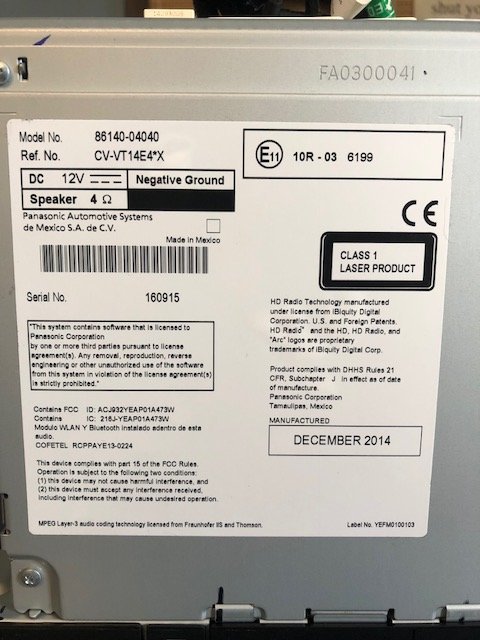 shut yo
FA0300041
Model No. 86140-04040
Ref. No. CV-VT14E4*X
E11 10R - 03 6199
DC 12V Negative Ground
Speaker 4 Ω
Panasonic Automotive Systems
de Mexico S.A. de C.V.
Made in Mexico
CE
CLASS 1
LASER PRODUCT
Serial No. 160915
HD Radio Technology manufactured
under license from iBiquity Digital
Corporation. U.S. and Foreign Patents.
HD Radio™ and the HD, HD Radio, and
"Arc" logos are proprietary
trademarks of iBiquity Digital Corp.
"This system contains software that is licensed to
Panasonic Corporation
by one or more third parties pursuant to license
agreement(s). Any removal, reproduction, reverse
engineering or other unauthorized use of the software
from this system in violation of the license agreement(s)
is strictly prohibited."
Product complies with DHHS Rules 21
CFR, Subchapter J in effect as of date
of manufacture.
Panasonic Corporation
Tamaulipas, Mexico
MANUFACTURED
DECEMBER 2014
Contains FCC ID: ACJ932YEAP01A473W
Contains IC: 216J-YEAP01A473W
Modulo WLAN Y Bluetooth instalado adentro de esta
audio.
COFETEL RCPPAYE13-0224
This device complies with part 15 of the FCC Rules.
Operation is subject to the following two conditions:
(1) this device may not cause harmful interference, and
(2) this device must accept any interference received,
including interference that may cause undesired operation.
MPEG Layer-3 audio coding technology licensed from Fraunhofer IIS and Thomson.
Label No. YEFM0100103